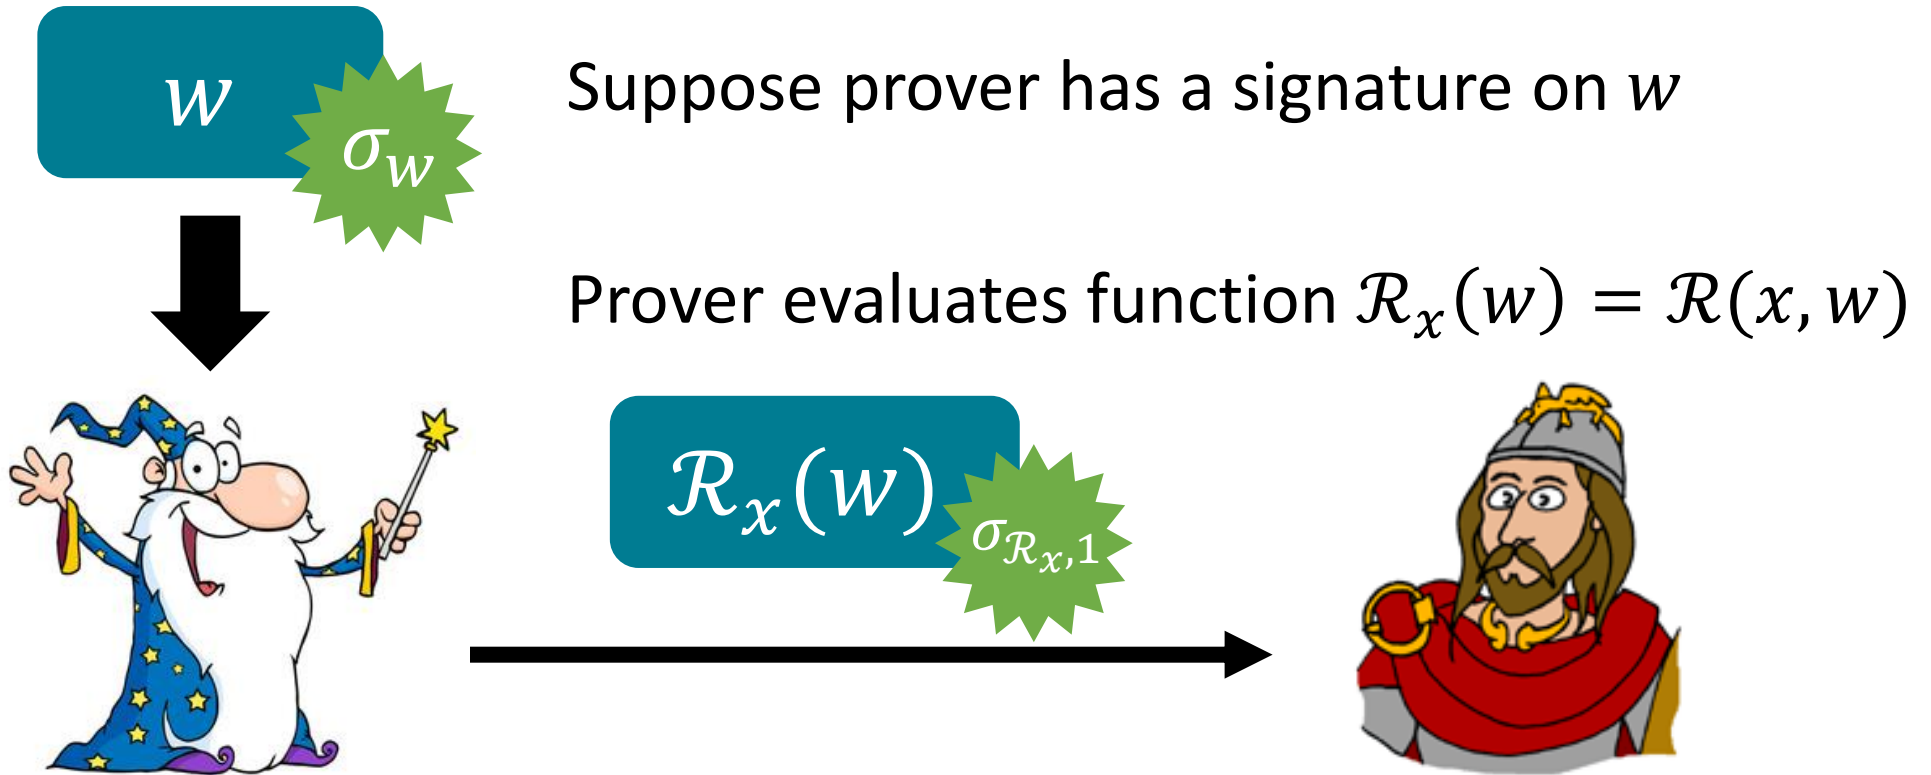 w
σ_w
Suppose prover has a signature on w
Prover evaluates function ℛ_x(w) = ℛ(x, w)
ℛ_x(w)
σ_{ℛ_x,1}